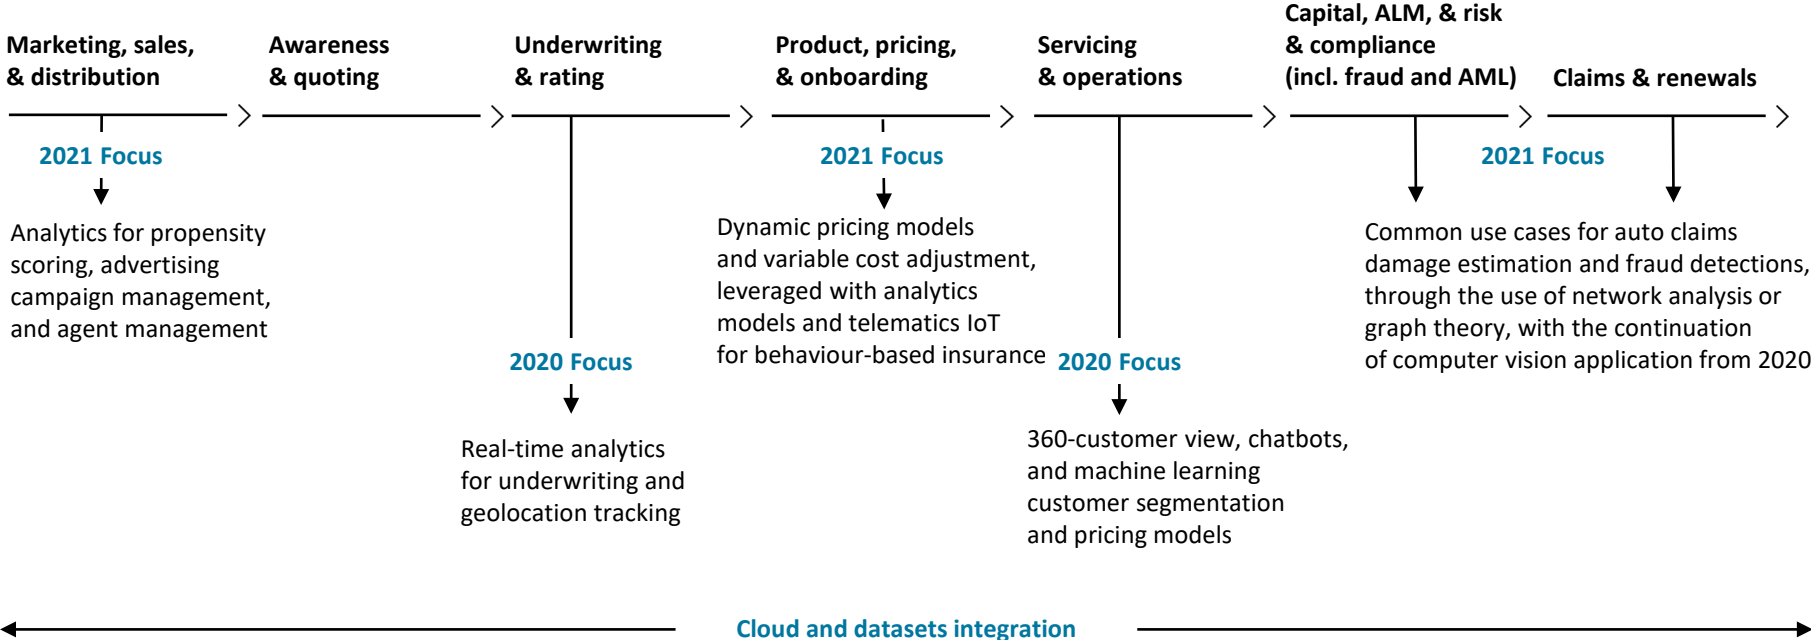 Marketing, sales,
& distribution
Awareness
& quoting
Underwriting
& rating
Product, pricing,
& onboarding
Servicing
& operations
Capital, ALM, & risk
& compliance
(incl. fraud and AML)
Claims & renewals
2021 Focus
Analytics for propensity
scoring, advertising
campaign management,
and agent management
2020 Focus
Real-time analytics
for underwriting and
geolocation tracking
2021 Focus
Dynamic pricing models
and variable cost adjustment,
leveraged with analytics
models and telematics IoT
for behaviour-based insurance
2020 Focus
360-customer view, chatbots,
and machine learning
customer segmentation
and pricing models
2021 Focus
Common use cases for auto claims
damage estimation and fraud detections,
through the use of network analysis or
graph theory, with the continuation
of computer vision application from 2020
Cloud and datasets integration